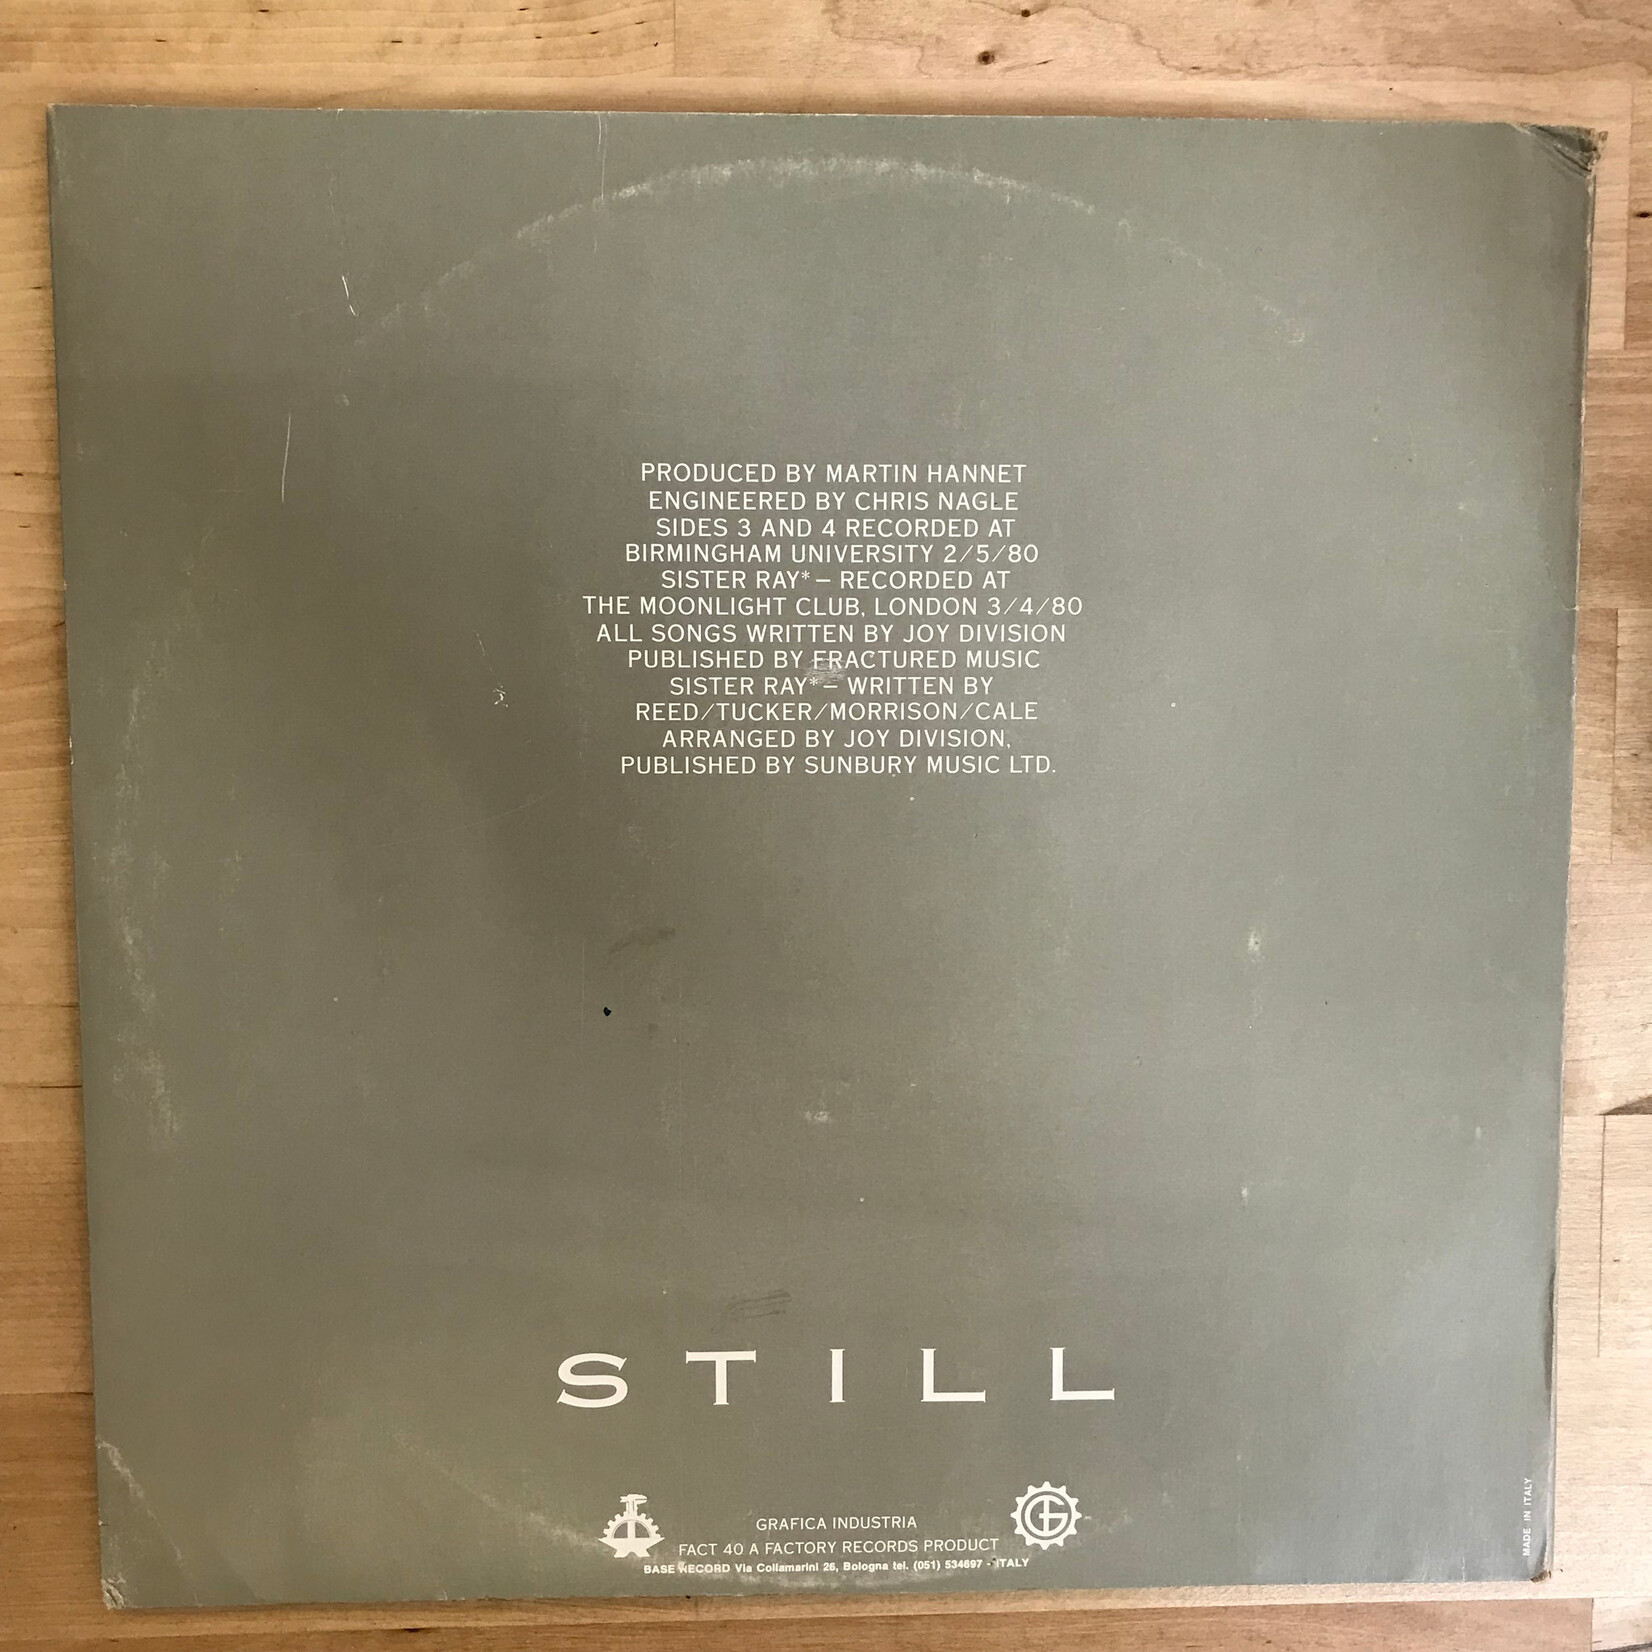 PRODUCED BY MARTIN HANNET
ENGINEERED BY CHRIS NAGLE
SIDES 3 AND 4 RECORDED AT
BIRMINGHAM UNIVERSITY 2/5/80
SISTER RAY* – RECORDED AT
THE MOONLIGHT CLUB, LONDON 3/4/80
ALL SONGS WRITTEN BY JOY DIVISION
PUBLISHED BY FRACTURED MUSIC
SISTER RAY* – WRITTEN BY
REED/TUCKER/MORRISON/CALE
ARRANGED BY JOY DIVISION,
PUBLISHED BY SUNBURY MUSIC LTD.
STILL
GRAFICA INDUSTRIA
FACT 40 A FACTORY RECORDS PRODUCT
BASE RECORD Via Collamarini 26, Bologna tel. (051) 534697 - ITALY
MADE IN ITALY